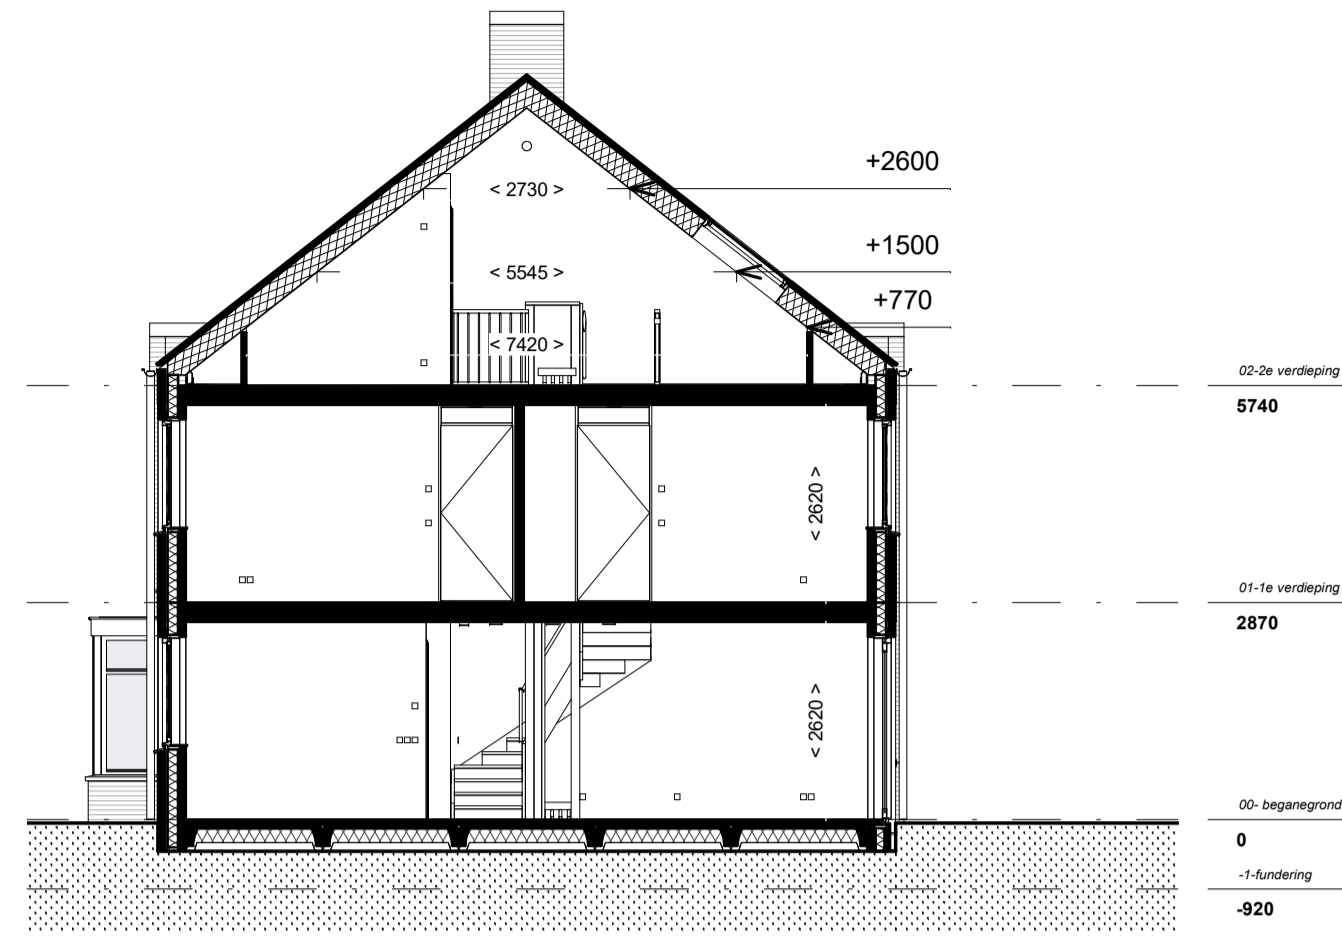 +2600
< 2730 >
+1500
< 5545 >
+770
< 7420 >
02-2e verdieping
5740
< 2620 >
01-1e verdieping
2870
< 2620 >
00- beganegrond
0
-1-fundering
-920